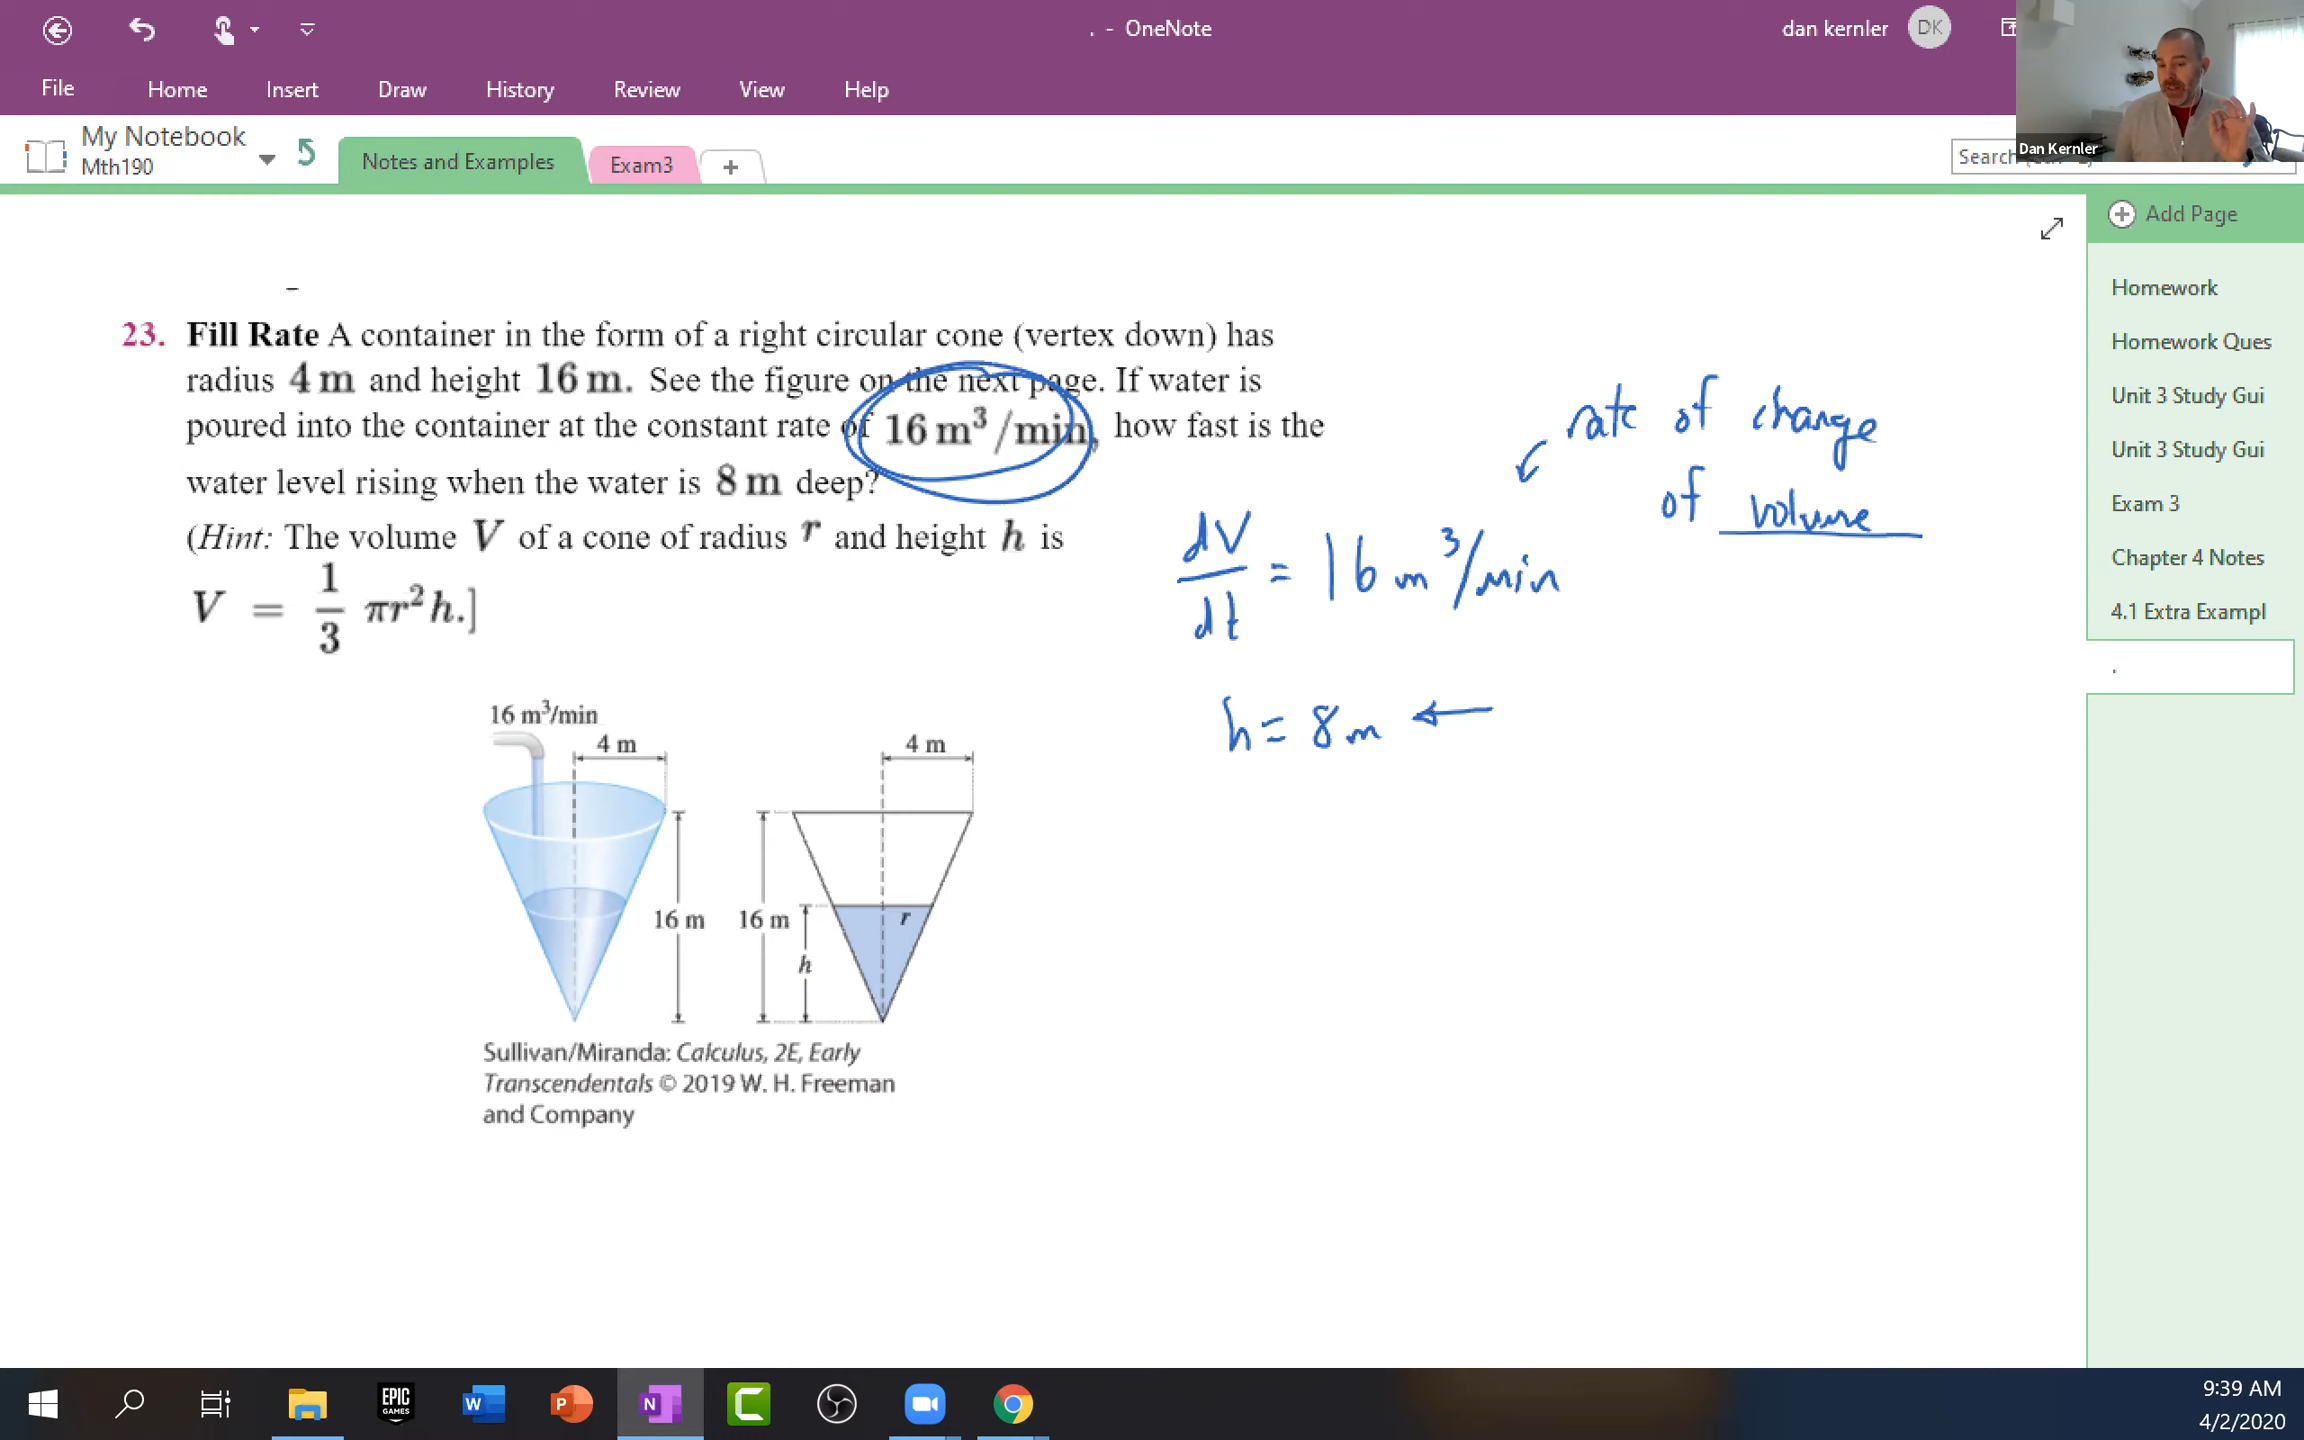 . - OneNote
dan kernler DK
File Home Insert Draw History Review View Help
My Notebook
Mth190
Notes and Examples
Exam3
+
Search
Dan Kernler
Add Page
Homework
Homework Ques
Unit 3 Study Gui
Unit 3 Study Gui
Exam 3
Chapter 4 Notes
4.1 Extra Exampl
.
23. Fill Rate A container in the form of a right circular cone (vertex down) has
radius 4 m and height 16 m. See the figure on the next page. If water is
poured into the container at the constant rate of 16 m³/min, how fast is the
water level rising when the water is 8 m deep?
(Hint: The volume V of a cone of radius r and height h is
V = 1/3 πr²h.]
rate of change
of volume
dV/dt = 16 m³/min
h = 8 m ←
16 m³/min
4 m
4 m
16 m
16 m
r
h
Sullivan/Miranda: Calculus, 2E, Early
Transcendentals © 2019 W. H. Freeman
and Company
EPIC
GAMES
W
P
N
9:39 AM
4/2/2020